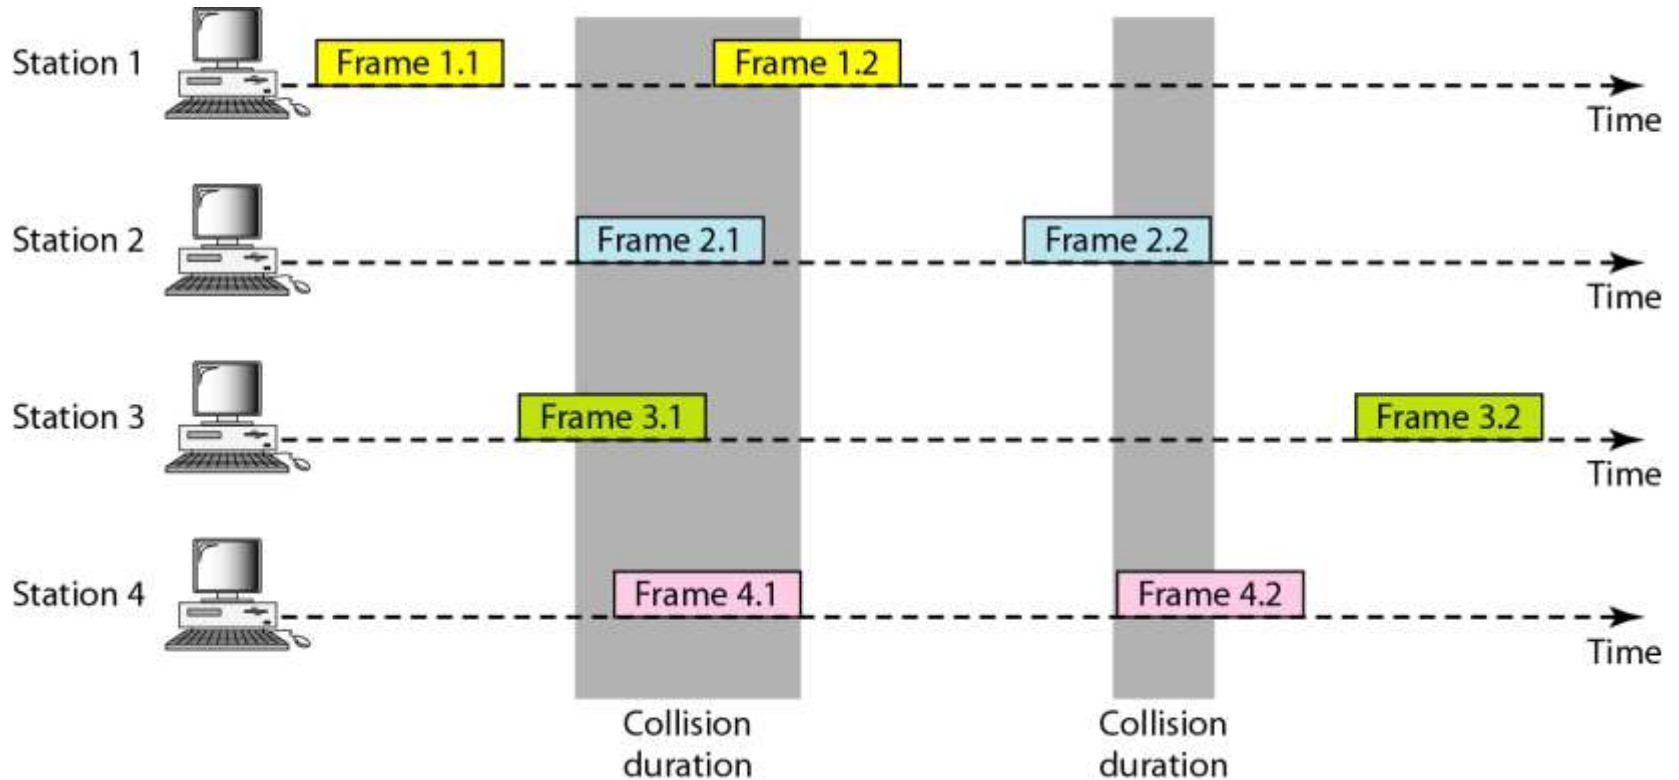 Station 1
Frame 1.1
Frame 1.2
Time
Station 2
Frame 2.1
Frame 2.2
Time
Station 3
Frame 3.1
Frame 3.2
Time
Station 4
Frame 4.1
Frame 4.2
Time
Collision
duration
Collision
duration